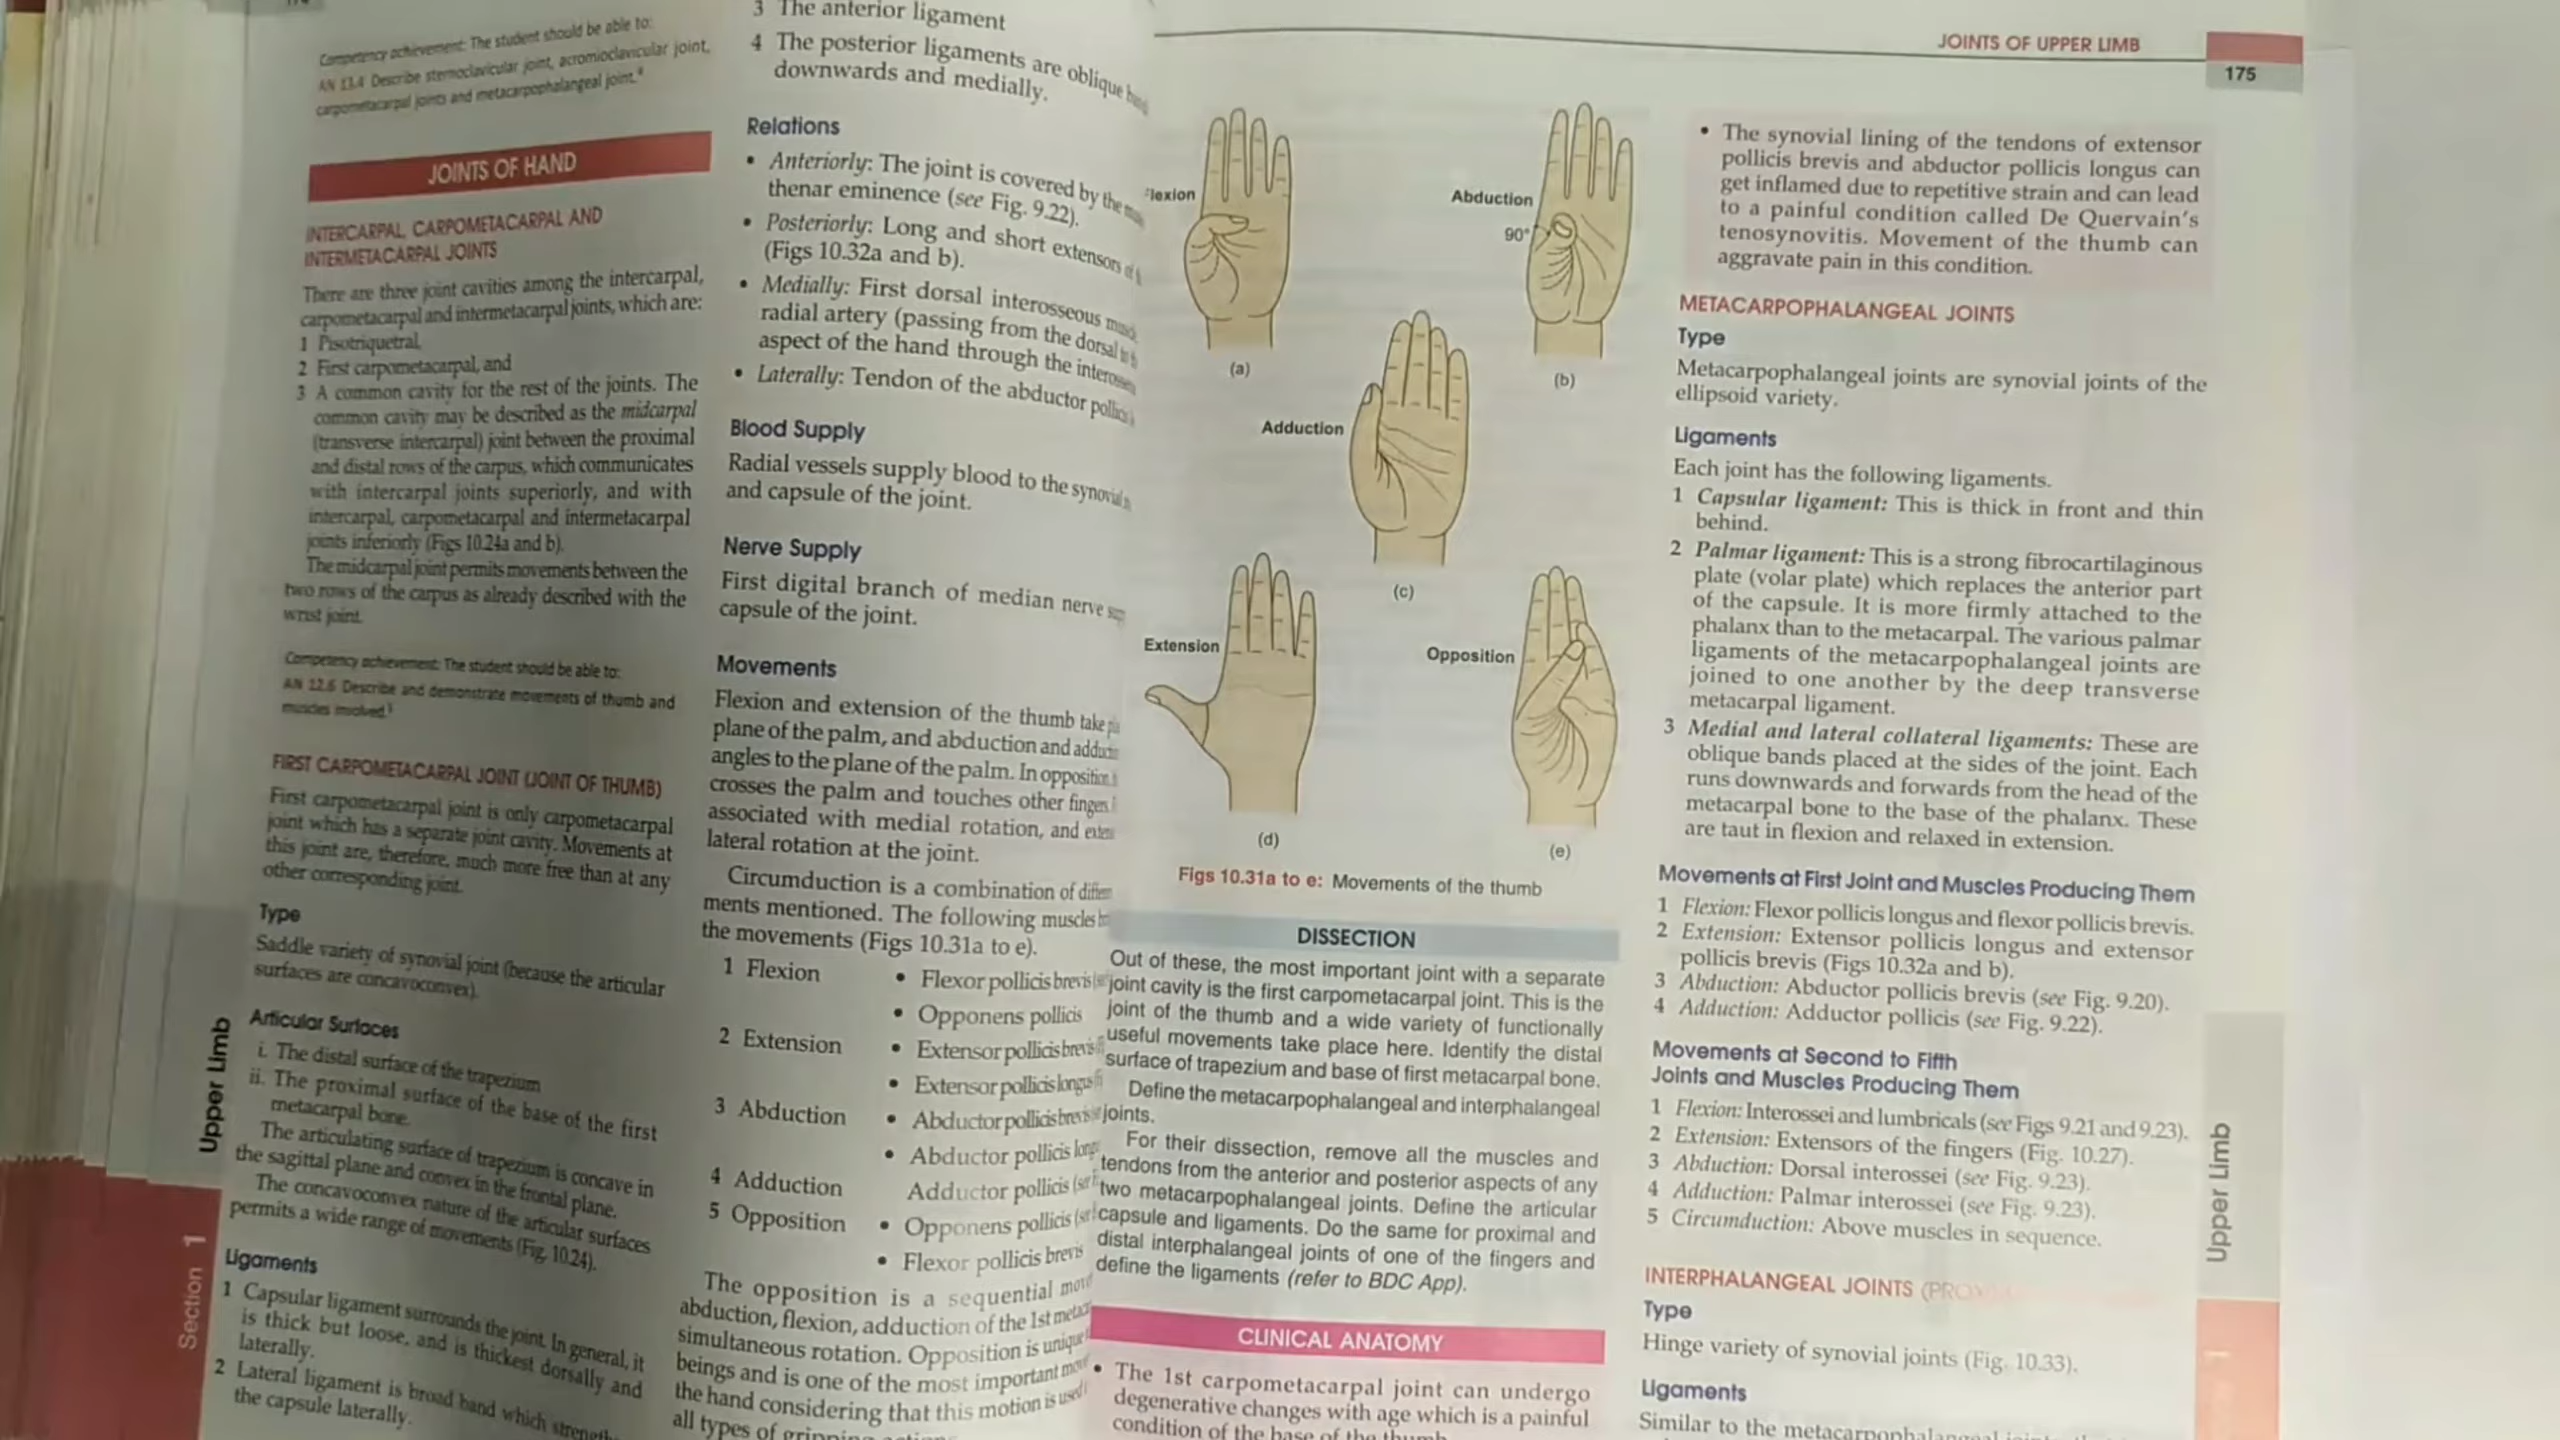 Competency achievement: The student should be able to:
AN 13.4 Describe sternoclavicular joint, acromioclavicular joint,
carpometacarpal joints and metacarpophalangeal joint.
JOINTS OF HAND
INTERCARPAL, CARPOMETACARPAL AND
INTERMETACARPAL JOINTS
There are three joint cavities among the intercarpal,
carpometacarpal and intermetacarpal joints, which are:
1 Pisotriquetral,
2 First carpometacarpal, and
3 A common cavity for the rest of the joints. The
common cavity may be described as the midcarpal
(transverse intercarpal) joint between the proximal
and distal rows of the carpus, which communicates
with intercarpal joints superiorly, and with
intercarpal, carpometacarpal and intermetacarpal
joints inferiorly (Figs 10.24a and b).
The midcarpal joint permits movements between the
two rows of the carpus as already described with the
wrist joint.
Competency achievement: The student should be able to:
AN 12.6 Describe and demonstrate movements of thumb and
muscles involved.
FIRST CARPOMETACARPAL JOINT (JOINT OF THUMB)
First carpometacarpal joint is only carpometacarpal
joint which has a separate joint cavity. Movements at
this joint are, therefore, much more free than at any
other corresponding joint.
Type
Saddle variety of synovial joint (because the articular
surfaces are concavoconvex).
Articular Surfaces
i. The distal surface of the trapezium
ii. The proximal surface of the base of the first
metacarpal bone.
The articulating surface of trapezium is concave in
the sagittal plane and convex in the frontal plane.
The concavoconvex nature of the articular surfaces
permits a wide range of movements (Fig. 10.24).
Ligaments
1 Capsular ligament surrounds the joint. In general, it
is thick but loose, and is thickest dorsally and
laterally.
2 Lateral ligament is broad band which
the capsule laterally.
Upper Limb
Section 1
3 The anterior ligament
4 The posterior ligaments are oblique
downwards and medially.
Relations
• Anteriorly: The joint is covered by the
thenar eminence (see Fig. 9.22).
• Posteriorly: Long and short extensors of
(Figs 10.32a and b).
• Medially: First dorsal interosseous
radial artery (passing from the dorsal
aspect of the hand through the
• Laterally: Tendon of the abductor
Blood Supply
Radial vessels supply blood to the synovial
and capsule of the joint.
Nerve Supply
First digital branch of median nerve
capsule of the joint.
Movements
Flexion and extension of the thumb take
plane of the palm, and abduction and
angles to the plane of the palm. In opposition
crosses the palm and touches other fingers
associated with medial rotation, and
lateral rotation at the joint.
Circumduction is a combination of
ments mentioned. The following muscles
the movements (Figs 10.31a to e).
1 Flexion • Flexor pollicis brevis
• Opponens pollicis
2 Extension • Extensor pollicis brevis
• Extensor pollicis longus
3 Abduction • Abductor pollicis brevis
• Abductor pollicis
4 Adduction Adductor pollicis
5 Opposition • Opponens pollicis
• Flexor pollicis brevis
The opposition is a sequential
abduction, flexion, adduction of the 1st
simultaneous rotation. Opposition is
beings and is one of the most important
the hand considering that this motion is used
all types of gripping
JOINTS OF UPPER LIMB
175
Abduction
90°
(a)
(b)
Adduction
(c)
Extension
Opposition
(d)
(e)
Figs 10.31a to e: Movements of the thumb
DISSECTION
Out of these, the most important joint with a separate
joint cavity is the first carpometacarpal joint. This is the
joint of the thumb and a wide variety of functionally
useful movements take place here. Identify the distal
surface of trapezium and base of first metacarpal bone.
Define the metacarpophalangeal and interphalangeal
joints.
For their dissection, remove all the muscles and
tendons from the anterior and posterior aspects of any
two metacarpophalangeal joints. Define the articular
capsule and ligaments. Do the same for proximal and
distal interphalangeal joints of one of the fingers and
define the ligaments (refer to BDC App).
CLINICAL ANATOMY
• The 1st carpometacarpal joint can undergo
degenerative changes with age which is a painful
condition of the base of the thumb
• The synovial lining of the tendons of extensor
pollicis brevis and abductor pollicis longus can
get inflamed due to repetitive strain and can lead
to a painful condition called De Quervain's
tenosynovitis. Movement of the thumb can
aggravate pain in this condition.
METACARPOPHALANGEAL JOINTS
Type
Metacarpophalangeal joints are synovial joints of the
ellipsoid variety.
Ligaments
Each joint has the following ligaments.
1 Capsular ligament: This is thick in front and thin
behind.
2 Palmar ligament: This is a strong fibrocartilaginous
plate (volar plate) which replaces the anterior part
of the capsule. It is more firmly attached to the
phalanx than to the metacarpal. The various palmar
ligaments of the metacarpophalangeal joints are
joined to one another by the deep transverse
metacarpal ligament.
3 Medial and lateral collateral ligaments: These are
oblique bands placed at the sides of the joint. Each
runs downwards and forwards from the head of the
metacarpal bone to the base of the phalanx. These
are taut in flexion and relaxed in extension.
Movements at First Joint and Muscles Producing Them
1 Flexion: Flexor pollicis longus and flexor pollicis brevis.
2 Extension: Extensor pollicis longus and extensor
pollicis brevis (Figs 10.32a and b).
3 Abduction: Abductor pollicis brevis (see Fig. 9.20).
4 Adduction: Adductor pollicis (see Fig. 9.22).
Movements at Second to Fifth
Joints and Muscles Producing Them
1 Flexion: Interossei and lumbricals (see Figs 9.21 and 9.23).
2 Extension: Extensors of the fingers (Fig. 10.27).
3 Abduction: Dorsal interossei (see Fig. 9.23).
4 Adduction: Palmar interossei (see Fig. 9.23).
5 Circumduction: Above muscles in sequence.
INTERPHALANGEAL JOINTS
Type
Hinge variety of synovial joints (Fig. 10.33).
Ligaments
Similar to the metacarpophalangeal
Upper Limb
1